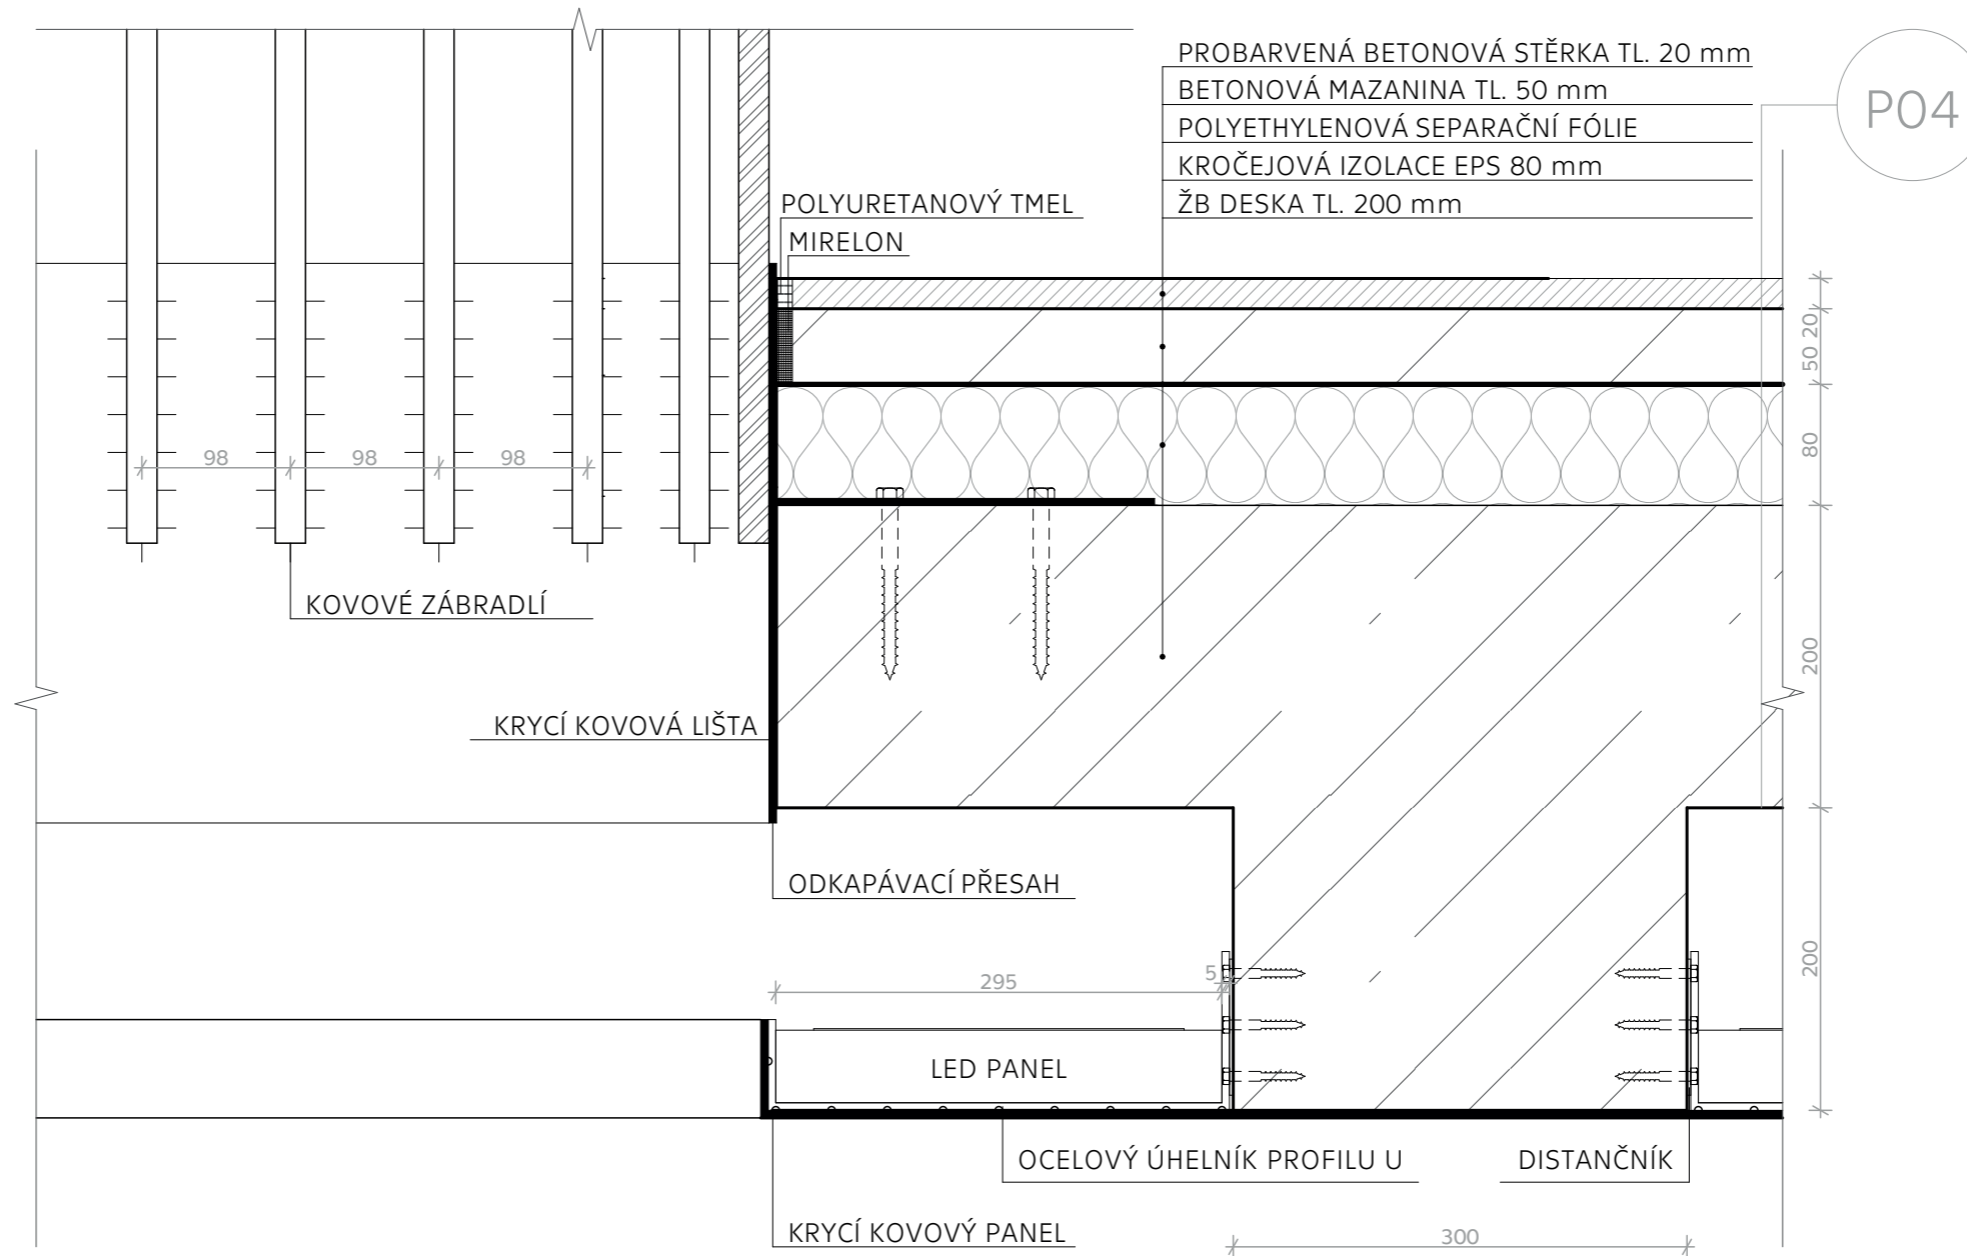 PROBARVENÁ BETONOVÁ STĚRKA TL. 20 mm
BETONOVÁ MAZANINA TL. 50 mm
POLYETHYLENOVÁ SEPARAČNÍ FÓLIE
KROČEJOVÁ IZOLACE EPS 80 mm
ŽB DESKA TL. 200 mm
P04
POLYURETANOVÝ TMEL
MIRELON
20
50
80
98 98 98
KOVOVÉ ZÁBRADLÍ
200
KRYCÍ KOVOVÁ LIŠTA
ODKAPÁVACÍ PŘESAH
200
295
5
LED PANEL
OCELOVÝ ÚHELNÍK PROFILU U
DISTANČNÍK
KRYCÍ KOVOVÝ PANEL
300